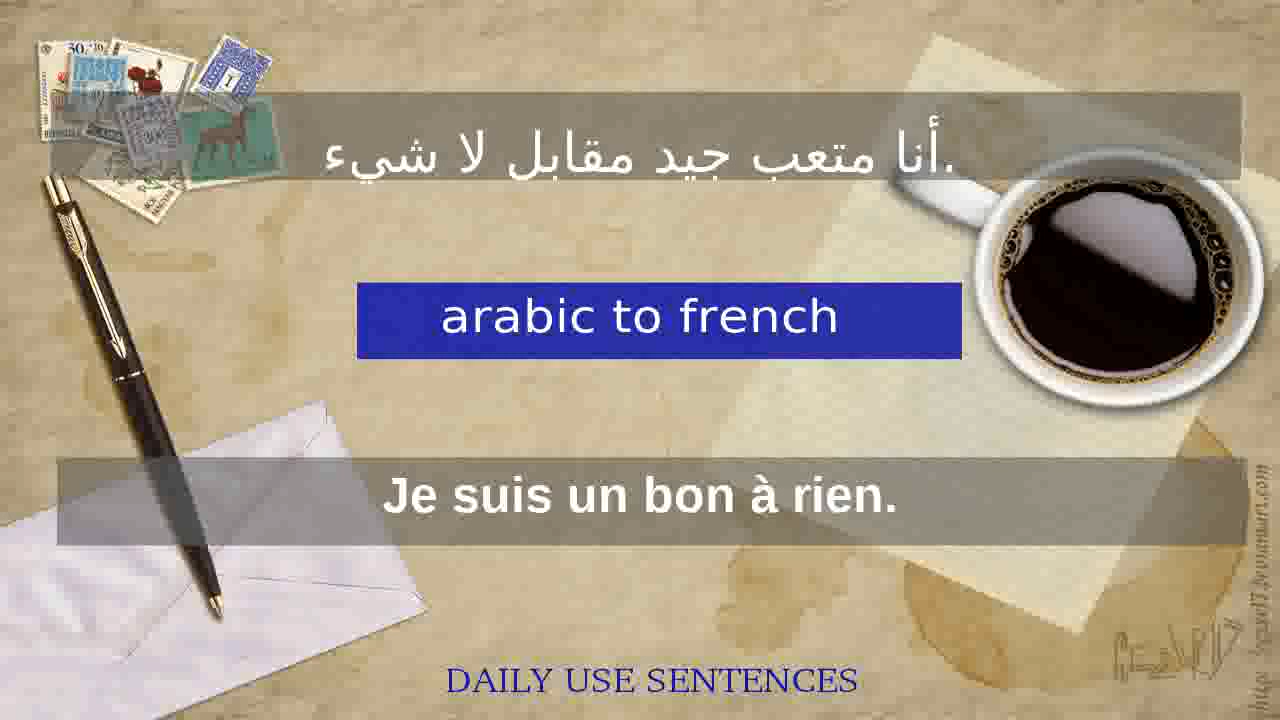 أنا متعب جيد مقابل لا شيء.
arabic to french
Je suis un bon à rien.
DAILY USE SENTENCES